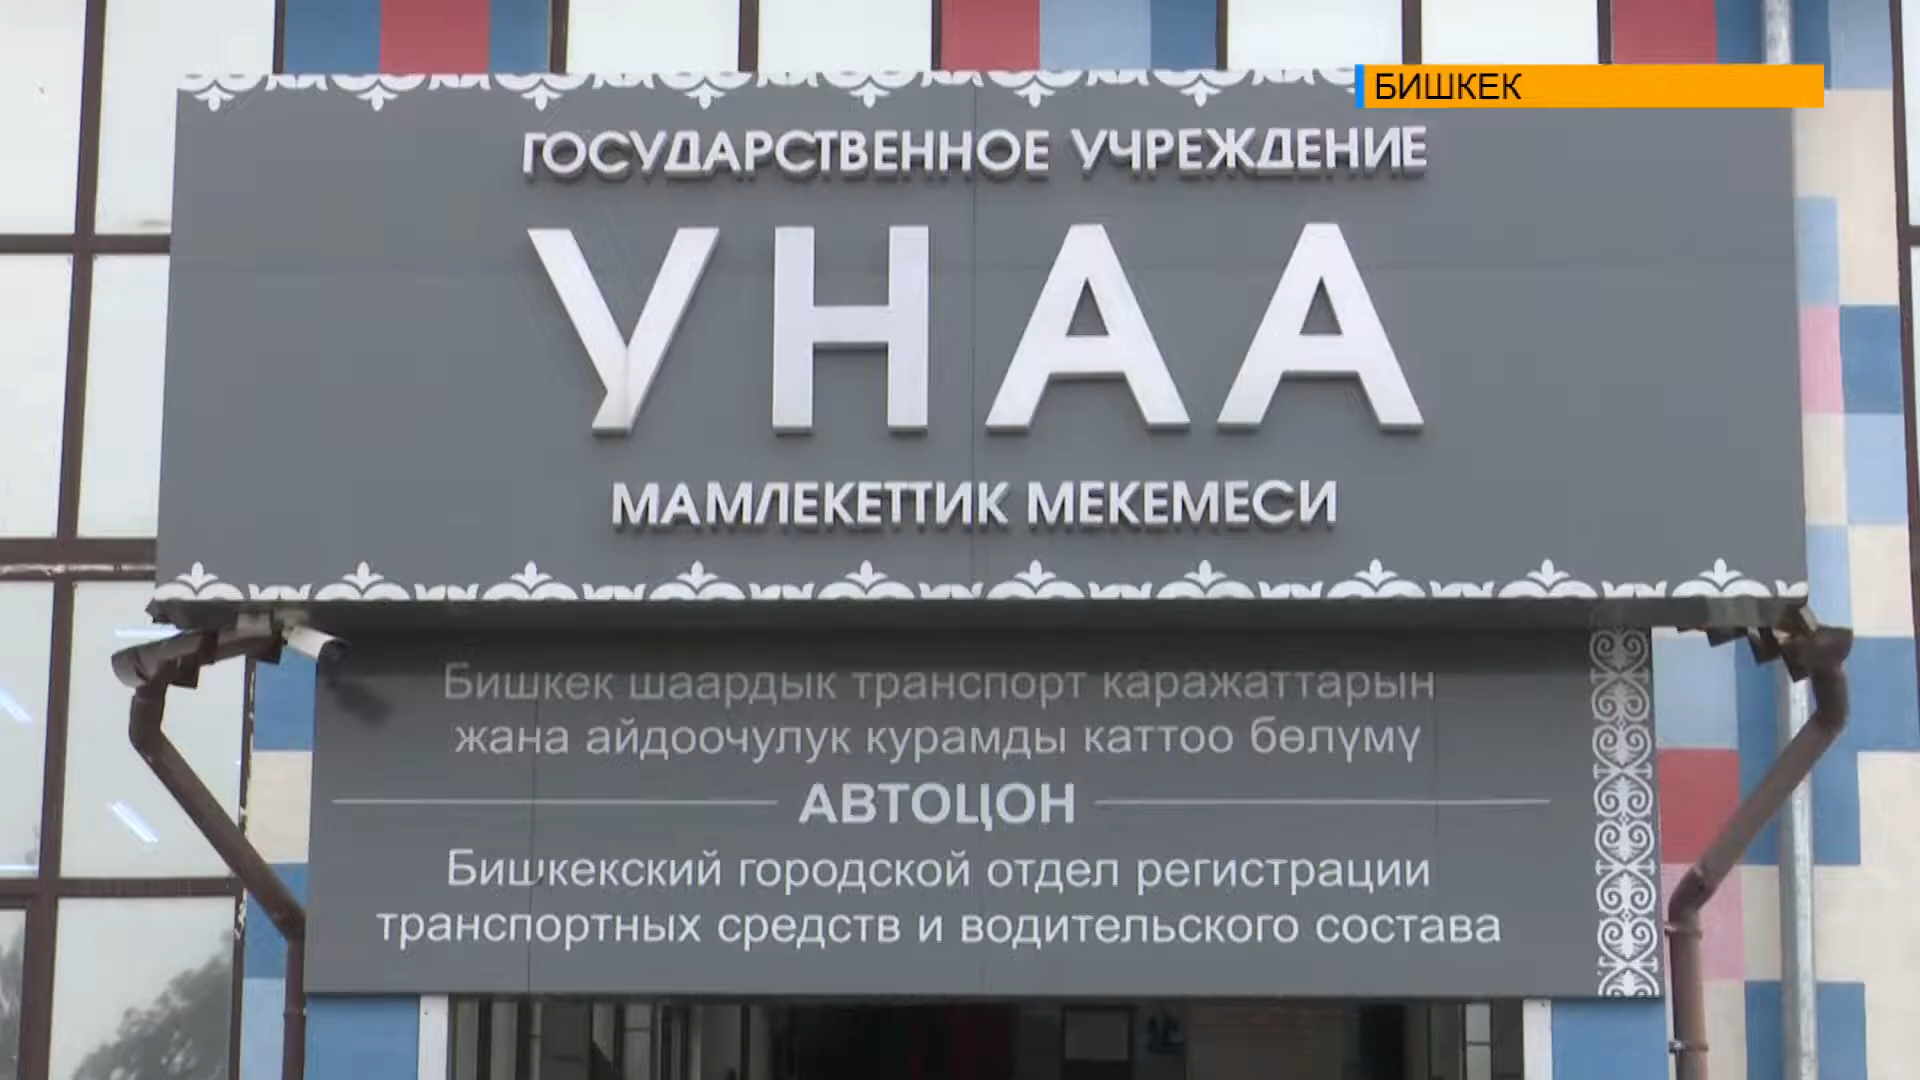 БИШКЕК
ГОСУДАРСТВЕННОЕ УЧРЕЖДЕНИЕ
УНАА
МАМЛЕКЕТТИК МЕКЕМЕСИ
Бишкек шаардык транспорт каражаттарын
жана айдоочулук курамды каттоо бөлүмү
АВТОЦОН
Бишкекский городской отдел регистрации
транспортных средств и водительского состава